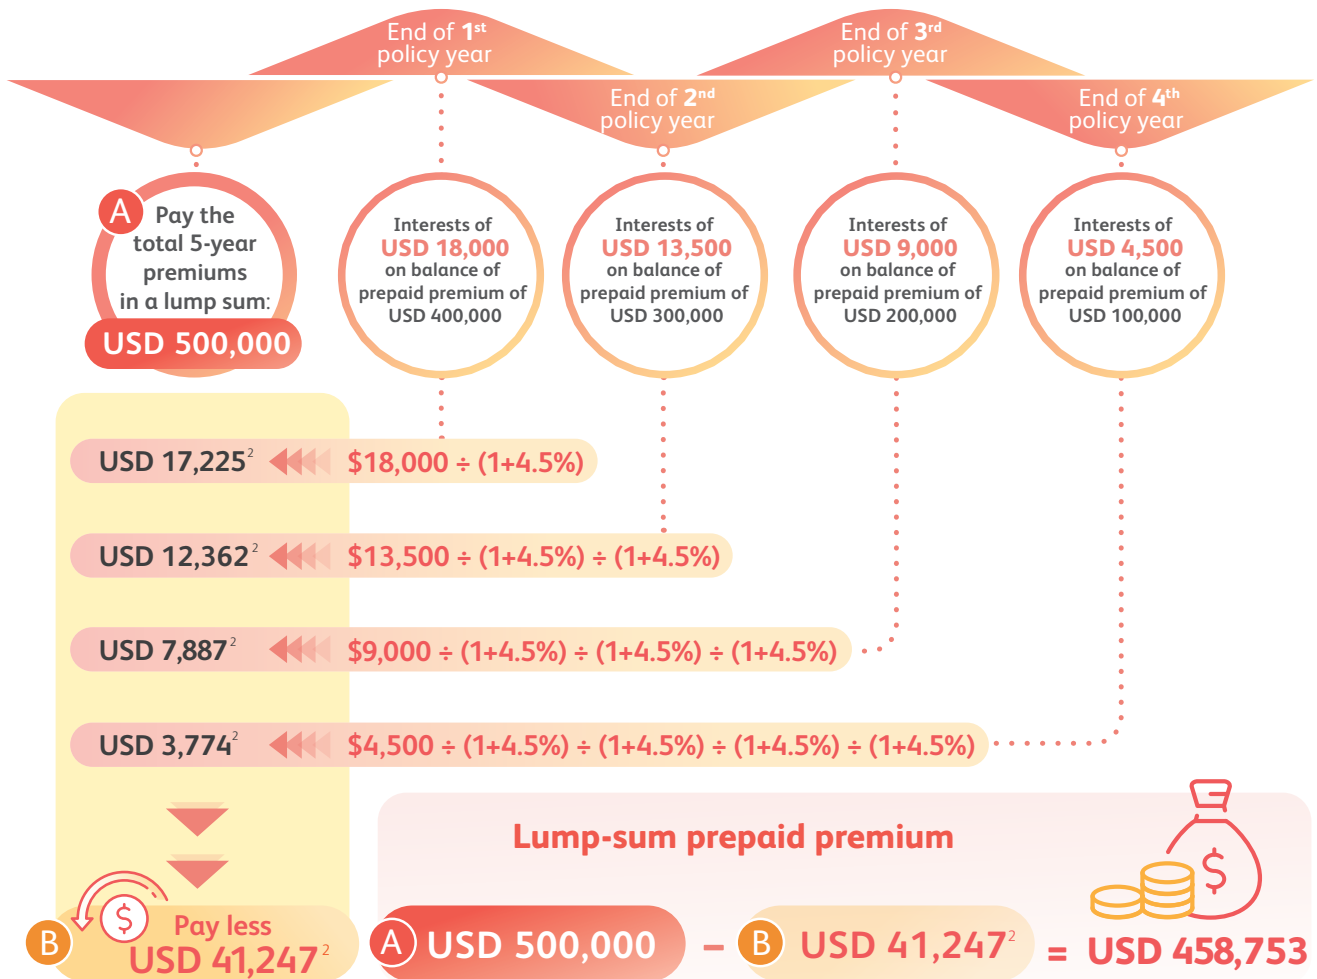 End of 1st
policy year
End of 2nd
policy year
End of 3rd
policy year
End of 4th
policy year
A
Pay the
total 5-year
premiums
in a lump sum:
USD 500,000
Interests of
USD 18,000
on balance of
prepaid premium of
USD 400,000
Interests of
USD 13,500
on balance of
prepaid premium of
USD 300,000
Interests of
USD 9,000
on balance of
prepaid premium of
USD 200,000
Interests of
USD 4,500
on balance of
prepaid premium of
USD 100,000
USD 17,225² $18,000 ÷ (1+4.5%)
USD 12,362² $13,500 ÷ (1+4.5%) ÷ (1+4.5%)
USD 7,887² $9,000 ÷ (1+4.5%) ÷ (1+4.5%) ÷ (1+4.5%)
USD 3,774² $4,500 ÷ (1+4.5%) ÷ (1+4.5%) ÷ (1+4.5%) ÷ (1+4.5%)
B
$
Pay less
USD 41,247²
Lump-sum prepaid premium
$
A USD 500,000 – B USD 41,247² = USD 458,753